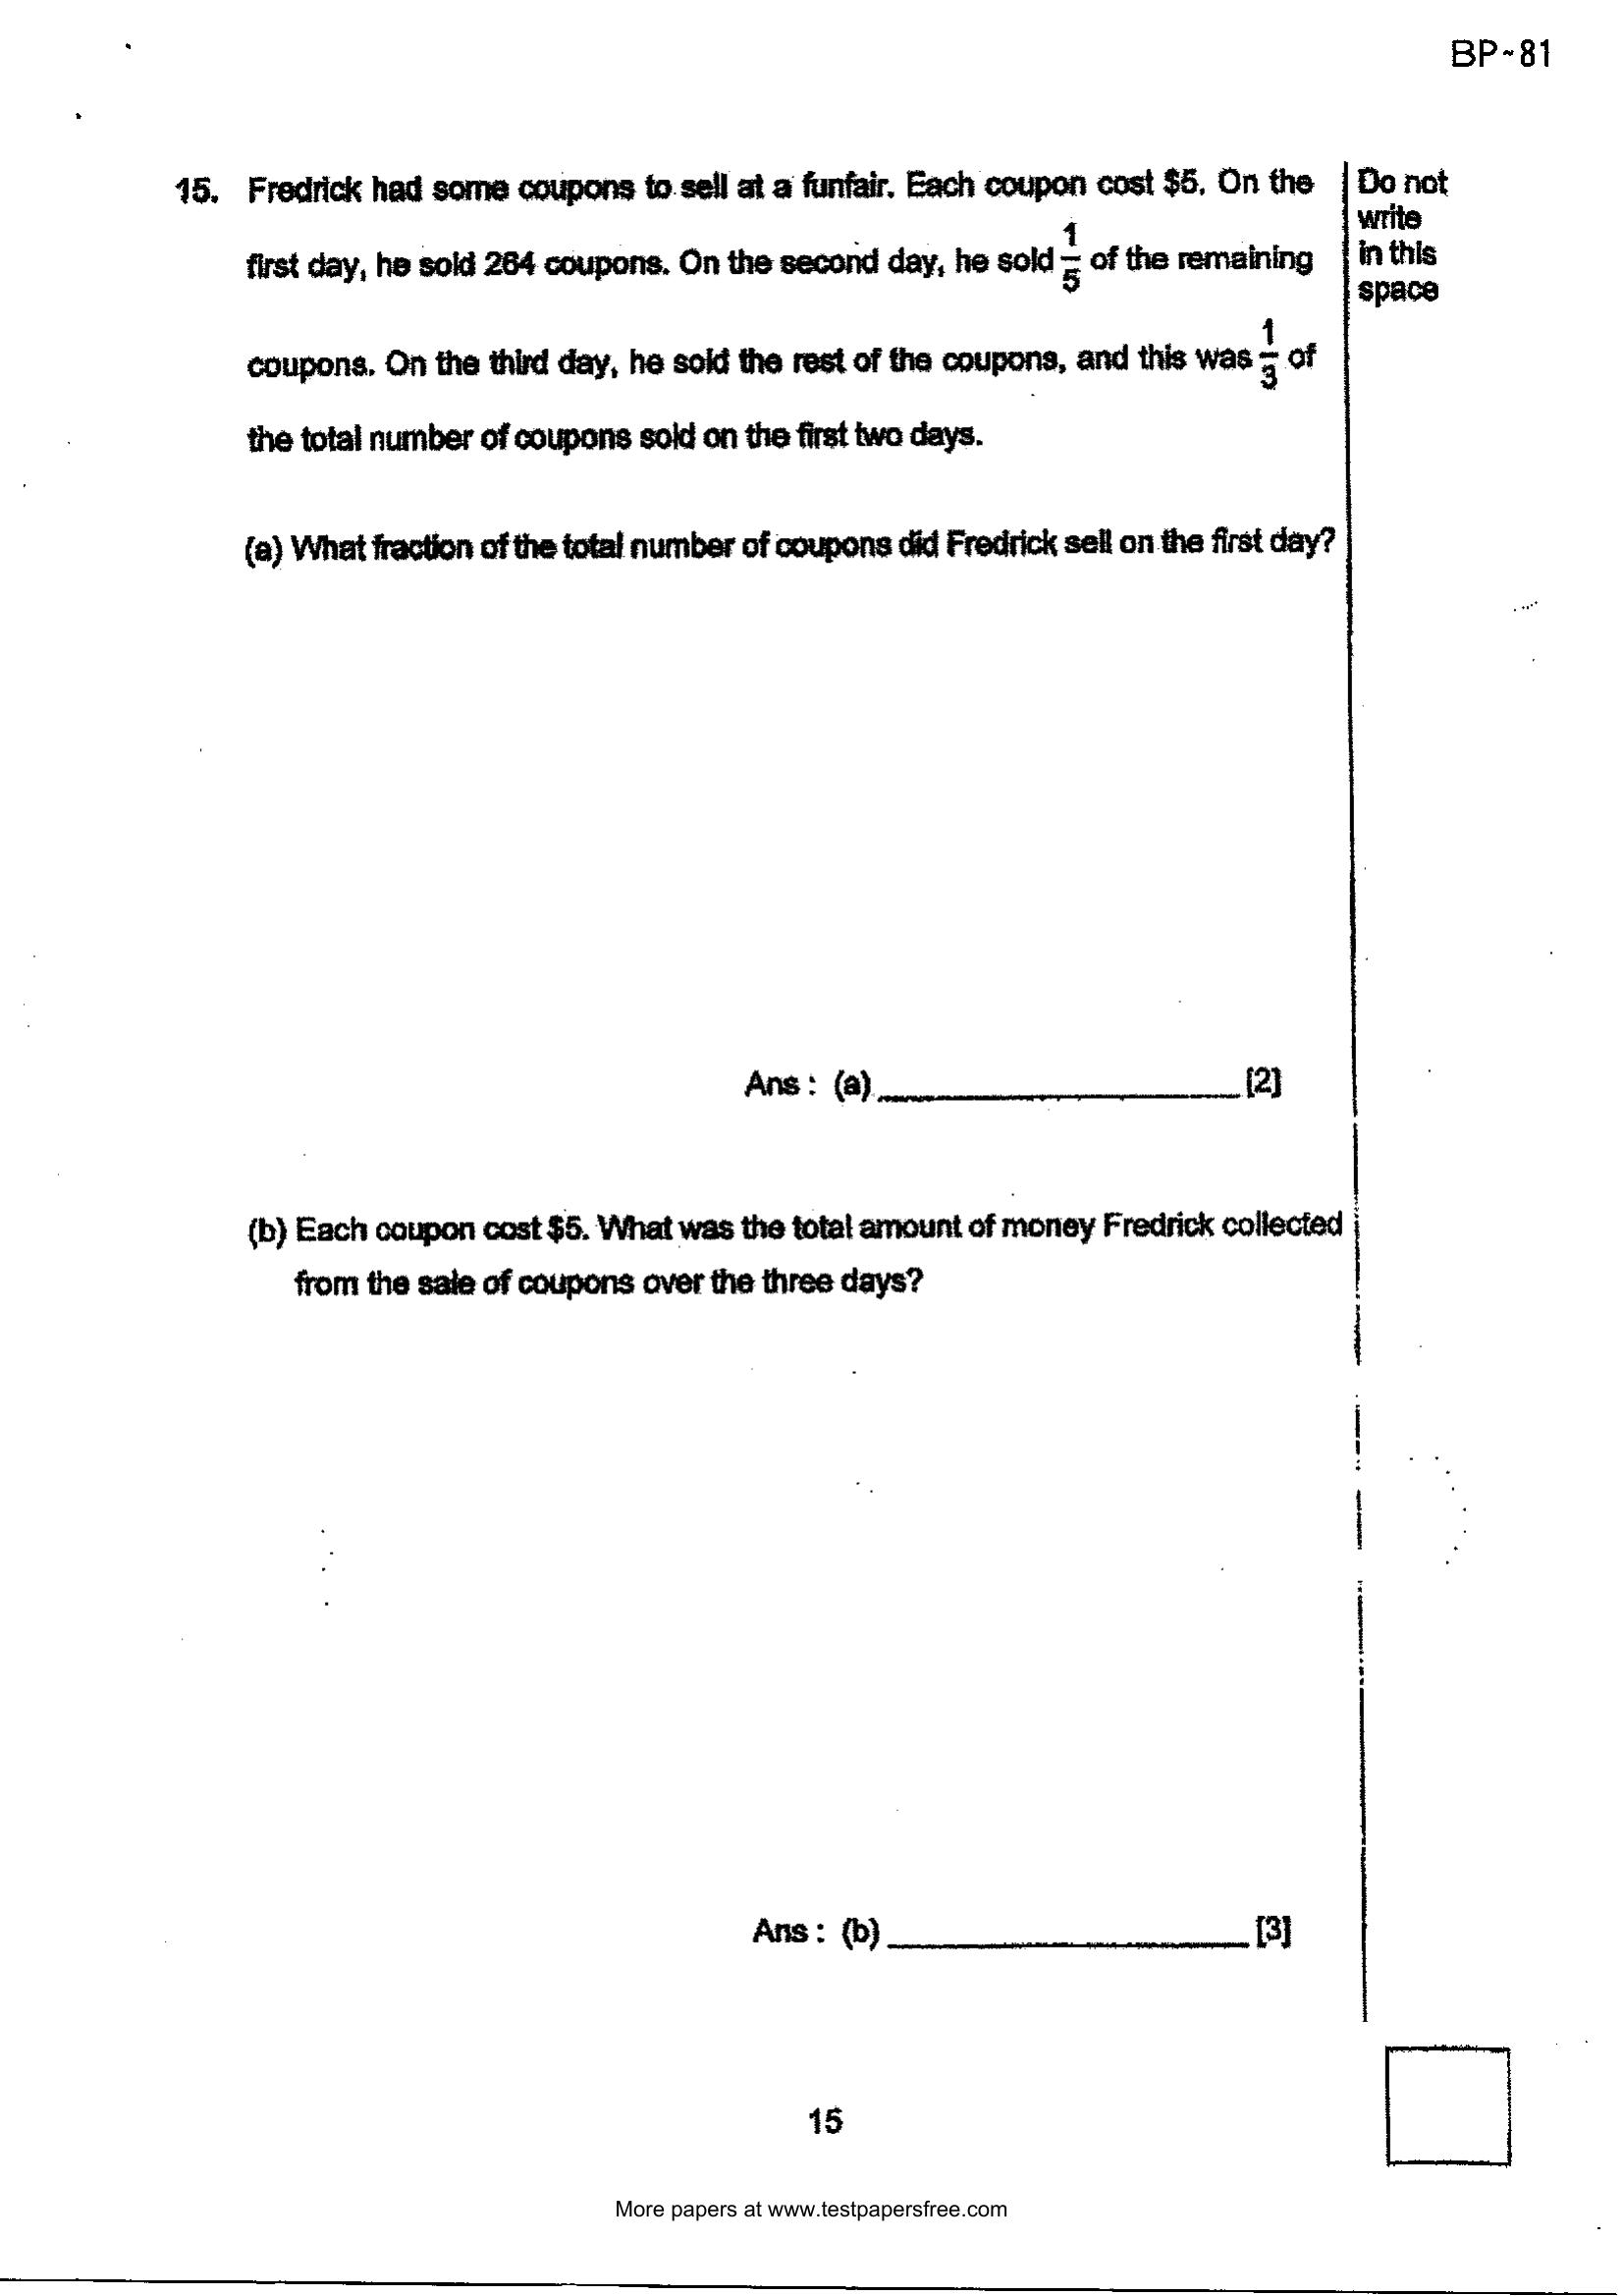 BP~81
15. Fredrick had some coupons to sell at a funfair. Each coupon cost $5. On the
first day, he sold 264 coupons. On the second day, he sold 1/5 of the remaining
coupons. On the third day, he sold the rest of the coupons, and this was 1/3 of
the total number of coupons sold on the first two days.
Do not
write
in this
space
(a) What fraction of the total number of coupons did Fredrick sell on the first day?
Ans : (a) ____________________ [2]
(b) Each coupon cost $5. What was the total amount of money Fredrick collected
from the sale of coupons over the three days?
Ans : (b) ____________________ [3]
15
More papers at www.testpapersfree.com